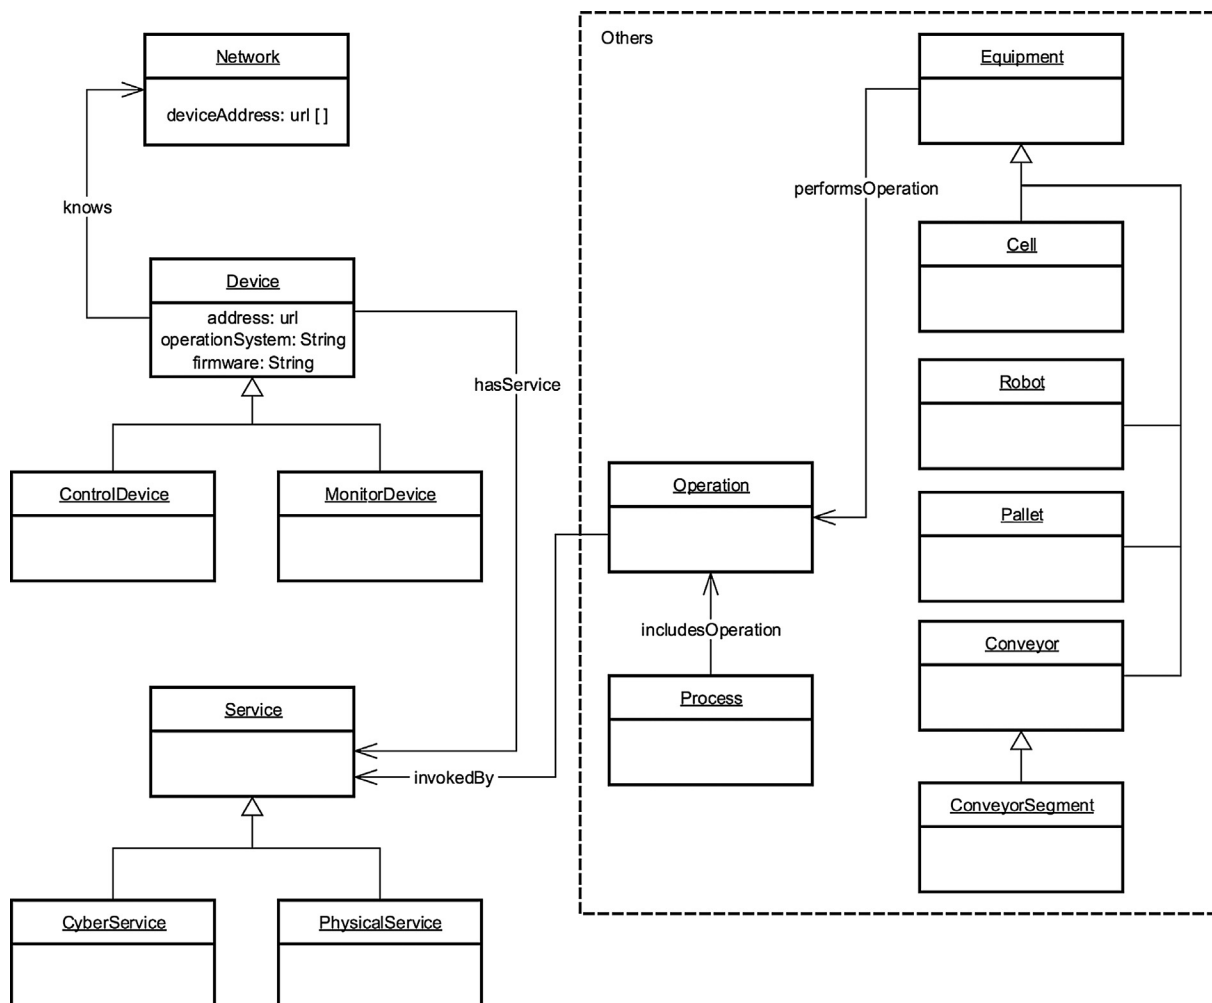 Others
Network
deviceAddress: url [ ]
knows
Device
address: url
operationSystem: String
firmware: String
hasService
ControlDevice
MonitorDevice
Service
invokedBy
CyberService
PhysicalService
Equipment
performsOperation
Cell
Robot
Operation
Pallet
includesOperation
Conveyor
Process
ConveyorSegment